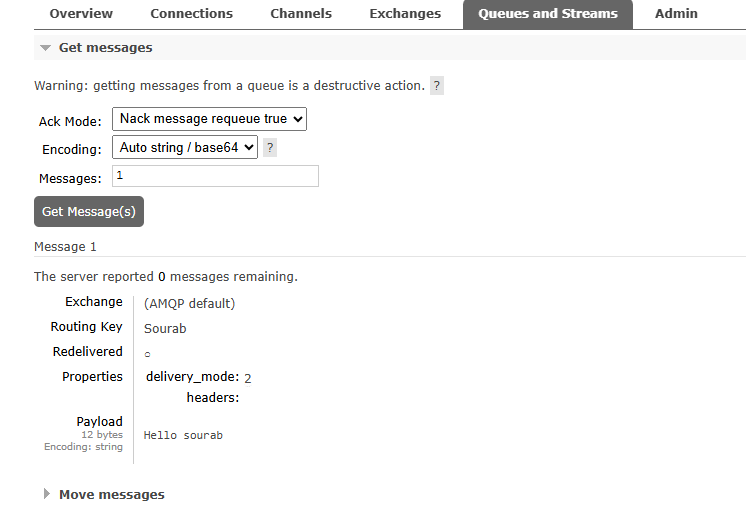 Overview Connections Channels Exchanges Queues and Streams Admin
Get messages
Warning: getting messages from a queue is a destructive action. ?
Ack Mode: Nack message requeue true
Encoding: Auto string / base64 ?
Messages: 1
Get Message(s)
Message 1
The server reported 0 messages remaining.
Exchange (AMQP default)
Routing Key Sourab
Redelivered ○
Properties delivery_mode: 2
headers:
Payload
12 bytes Hello sourab
Encoding: string
Move messages